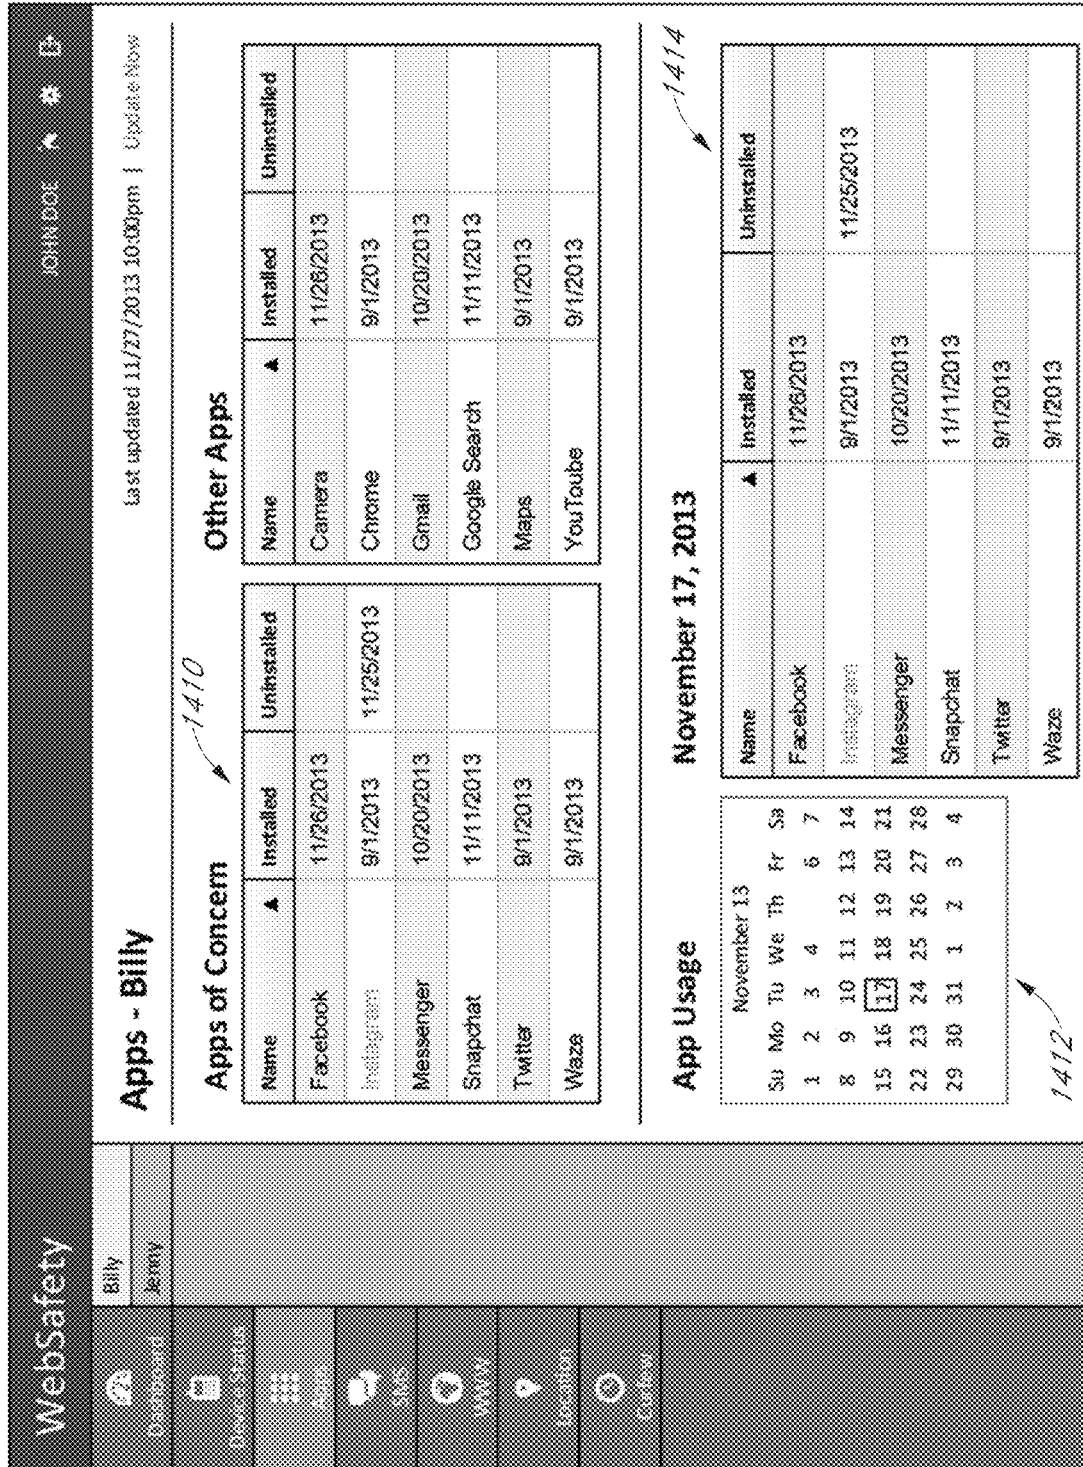 WebSafety
JOHN DOE
Dashboard
Device Status
Apps
SMS
WWW
Location
Curfew
Billy
Jenny
Apps - Billy
Last updated 11/27/2013 10:00pm | Update Now
Apps of Concern
1410
Name Installed Uninstalled
Facebook 11/26/2013
Instagram 9/1/2013 11/25/2013
Messenger 10/20/2013
Snapchat 11/11/2013
Twitter 9/1/2013
Waze 9/1/2013
Other Apps
Name Installed Uninstalled
Camera 11/26/2013
Chrome 9/1/2013
Gmail 10/20/2013
Google Search 11/11/2013
Maps 9/1/2013
YouToube 9/1/2013
App Usage
November 13
Su Mo Tu We Th Fr Sa
1 2 3 4 6 7
8 9 10 11 12 13 14
15 16 17 18 19 20 21
22 23 24 25 26 27 28
29 30 31 1 2 3 4
1412
November 17, 2013
1414
Name Installed Uninstalled
Facebook 11/26/2013
Instagram 9/1/2013 11/25/2013
Messenger 10/20/2013
Snapchat 11/11/2013
Twitter 9/1/2013
Waze 9/1/2013